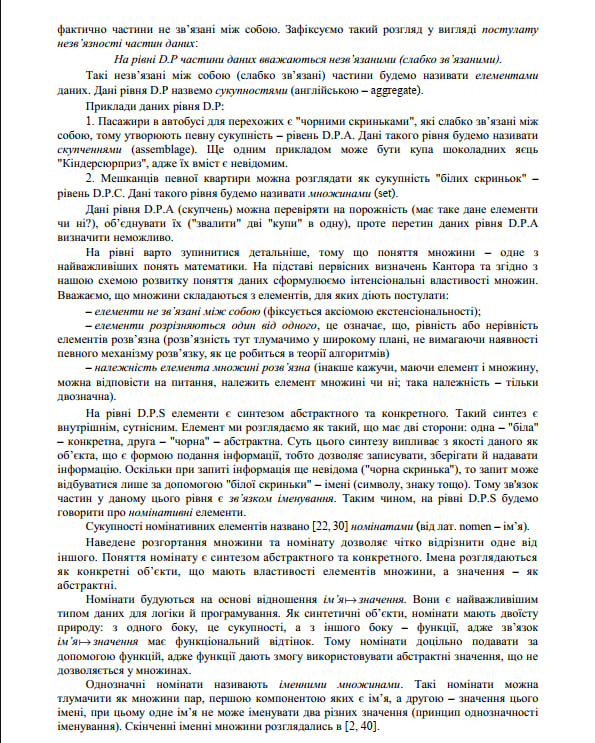 фактично частини не зв'язані між собою. Зафіксуємо такий розгляд у вигляді постулату
незв'язності частин даних:
На рівні D.P частини даних вважаються незв'язаними (слабко зв'язаними).
Такі незв'язані між собою (слабко зв'язані) частини будемо називати елементами
даних. Дані рівня D.P назвемо сукупностями (англійською – aggregate).
Приклади даних рівня D.P:
1. Пасажири в автобусі для перехожих є "чорними скриньками", які слабко зв'язані між
собою, тому утворюють певну сукупність – рівень D.P.A. Дані такого рівня будемо називати
скупченнями (assemblage). Ще одним прикладом може бути купа шоколадних яєць
"Кіндерсюрприз", адже їх вміст є невідомим.
2. Мешканців певної квартири можна розглядати як сукупність "білих скриньок" –
рівень D.P.C. Дані такого рівня будемо називати множинами (set).
Дані рівня D.P.A (скупчень) можна перевіряти на порожність (має таке дане елементи
чи ні?), об'єднувати їх ("звалити" дві "купи" в одну), проте перетин даних рівня D.P.A
визначити неможливо.
На рівні варто зупинитися детальніше, тому що поняття множини – одне з
найважливіших понять математики. На підставі первісних визначень Кантора та згідно з
нашою схемою розвитку поняття даних сформулюємо інтенсіональні властивості множин.
Вважаємо, що множини складаються з елементів, для яких діють постулати:
– елементи не зв'язані між собою (фіксується аксіомою екстенсіональності);
– елементи розрізняються один від одного, це означає, що, рівність або нерівність
елементів розв'язна (розв'язність тут тлумачимо у широкому плані, не вимагаючи наявності
певного механізму розв'язку, як це робиться в теорії алгоритмів)
– належність елемента множині розв'язна (інакше кажучи, маючи елемент і множину,
можна відповісти на питання, належить елемент множині чи ні; така належність – тільки
двозначна).
На рівні D.P.S елементи є синтезом абстрактного та конкретного. Такий синтез є
внутрішнім, сутнісним. Елемент ми розглядаємо як такий, що має дві сторони: одна – "біла"
– конкретна, друга – "чорна" – абстрактна. Суть цього синтезу випливає з якості даного як
об'єкта, що є формою подання інформації, тобто дозволяє записувати, зберігати й надавати
інформацію. Оскільки при запиті інформація ще невідома ("чорна скринька"), то запит може
відбуватися лише за допомогою "білої скриньки" – імені (символу, знаку тощо). Тому зв'язок
частин у даному цього рівня є зв'язком іменування. Таким чином, на рівні D.P.S будемо
говорити про номінативні елементи.
Сукупності номінативних елементів названо [22, 30] номінатами (від лат. nomen – ім'я).
Наведене розгортання множини та номінату дозволяє чітко відрізнити одне від
іншого. Поняття номінату є синтезом абстрактного та конкретного. Імена розглядаються
як конкретні об'єкти, що мають властивості елементів множини, а значення – як
абстрактні.
Номінати будуються на основі відношення ім'я↦значення. Вони є найважливішим
типом даних для логіки й програмування. Як синтетичні об'єкти, номінати мають двоїсту
природу: з одного боку, це сукупності, а з іншого боку – функції, адже зв'язок
ім'я↦значення має функціональний відтінок. Тому номінати доцільно подавати за
допомогою функцій, адже функції дають змогу використовувати абстрактні значення, що не
дозволяється у множинах.
Однозначні номінати називають іменними множинами. Такі номінати можна
тлумачити як множини пар, першою компонентою яких є ім'я, а другою – значення цього
імені, при цьому одне ім'я не може іменувати два різних значення (принцип однозначності
іменування). Скінченні іменні множини розглядались в [2, 40].